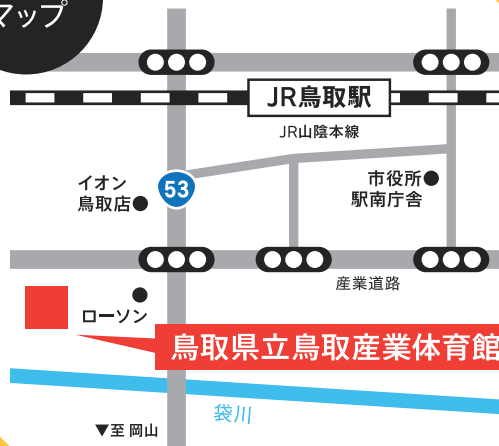 マップ
JR鳥取駅
JR山陰本線
イオン
鳥取店
53
市役所
駅南庁舎
産業道路
ローソン
鳥取県立鳥取産業体育館
袋川
▼至 岡山